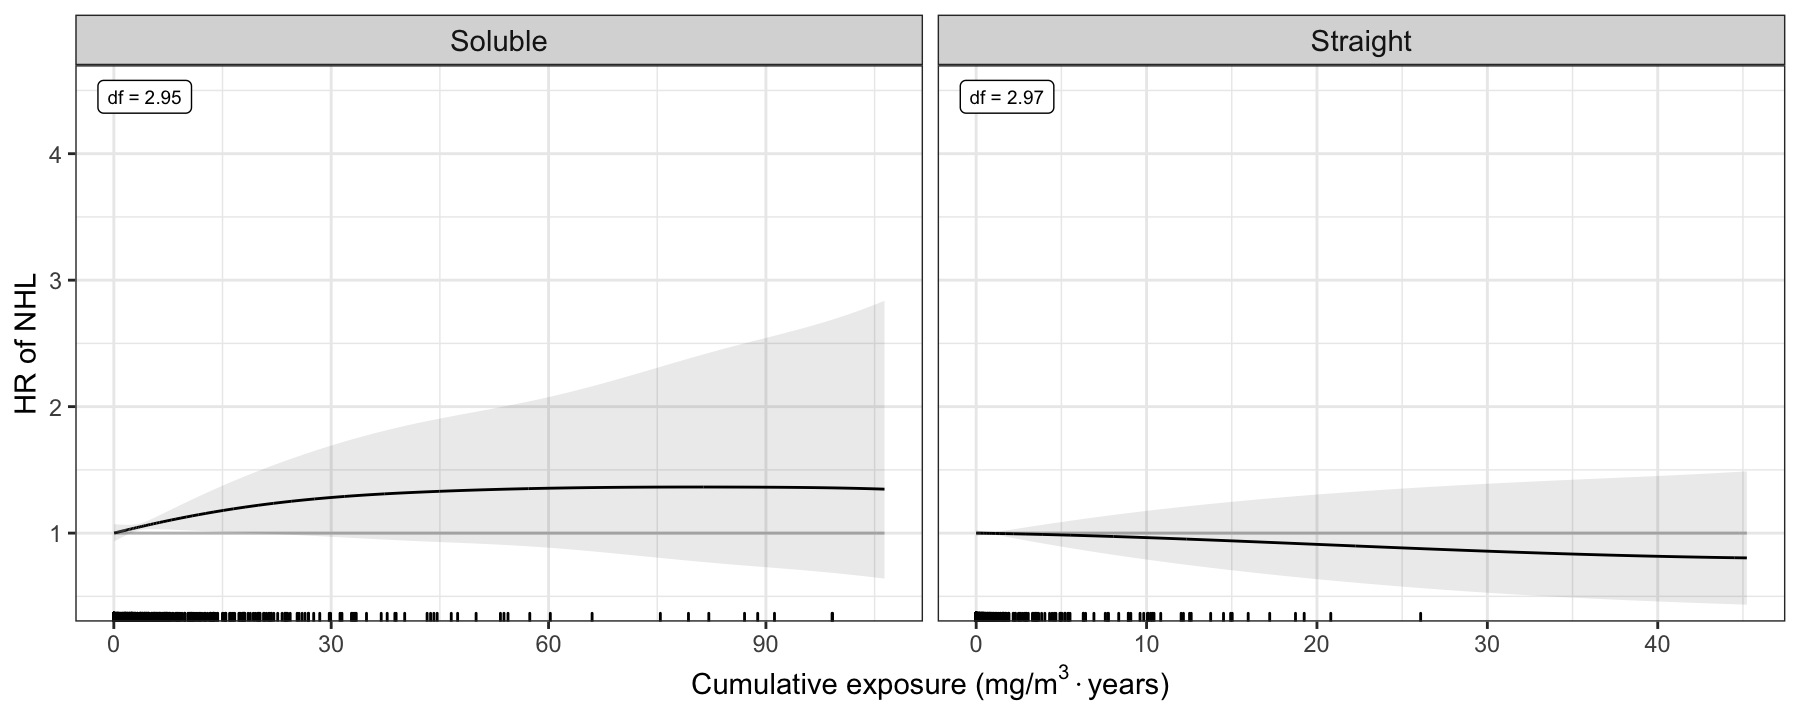 Soluble
Straight
df = 2.95
df = 2.97
HR of NHL
4
3
2
1
0 30 60 90
0 10 20 30 40
Cumulative exposure (mg/m³ · years)